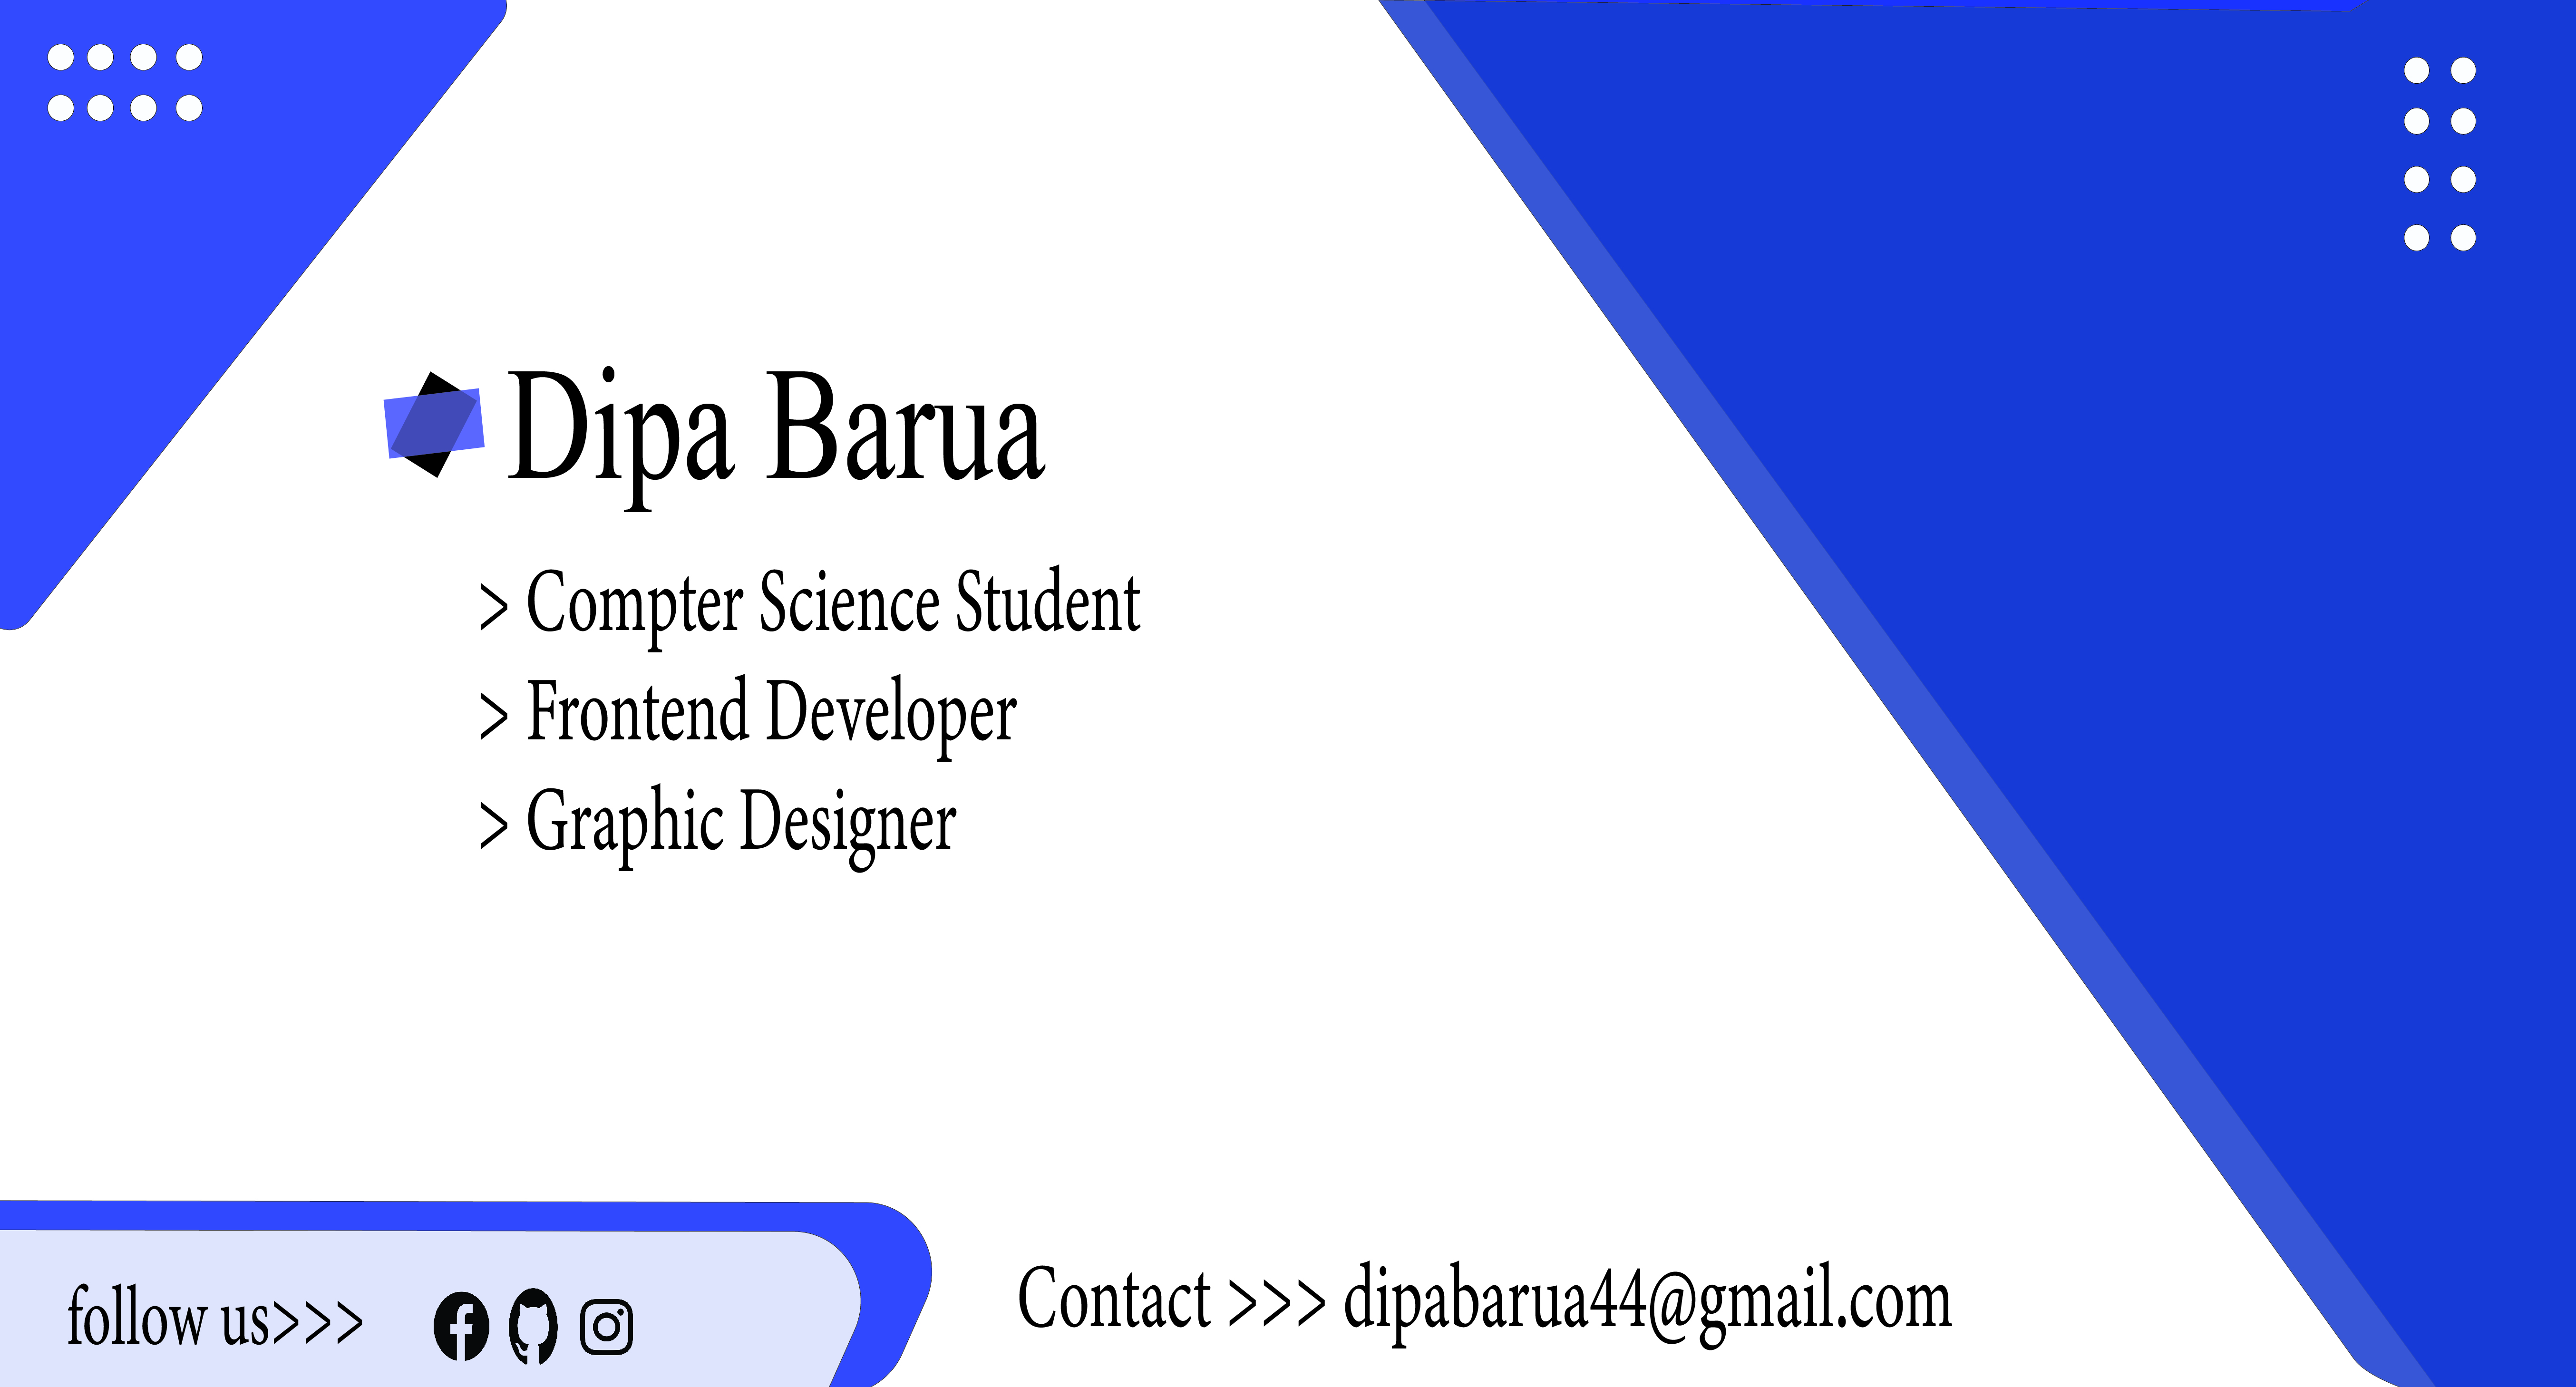 Dipa Barua
> Compter Science Student
> Frontend Developer
> Graphic Designer
follow us>>>
Contact >>> dipabarua44@gmail.com